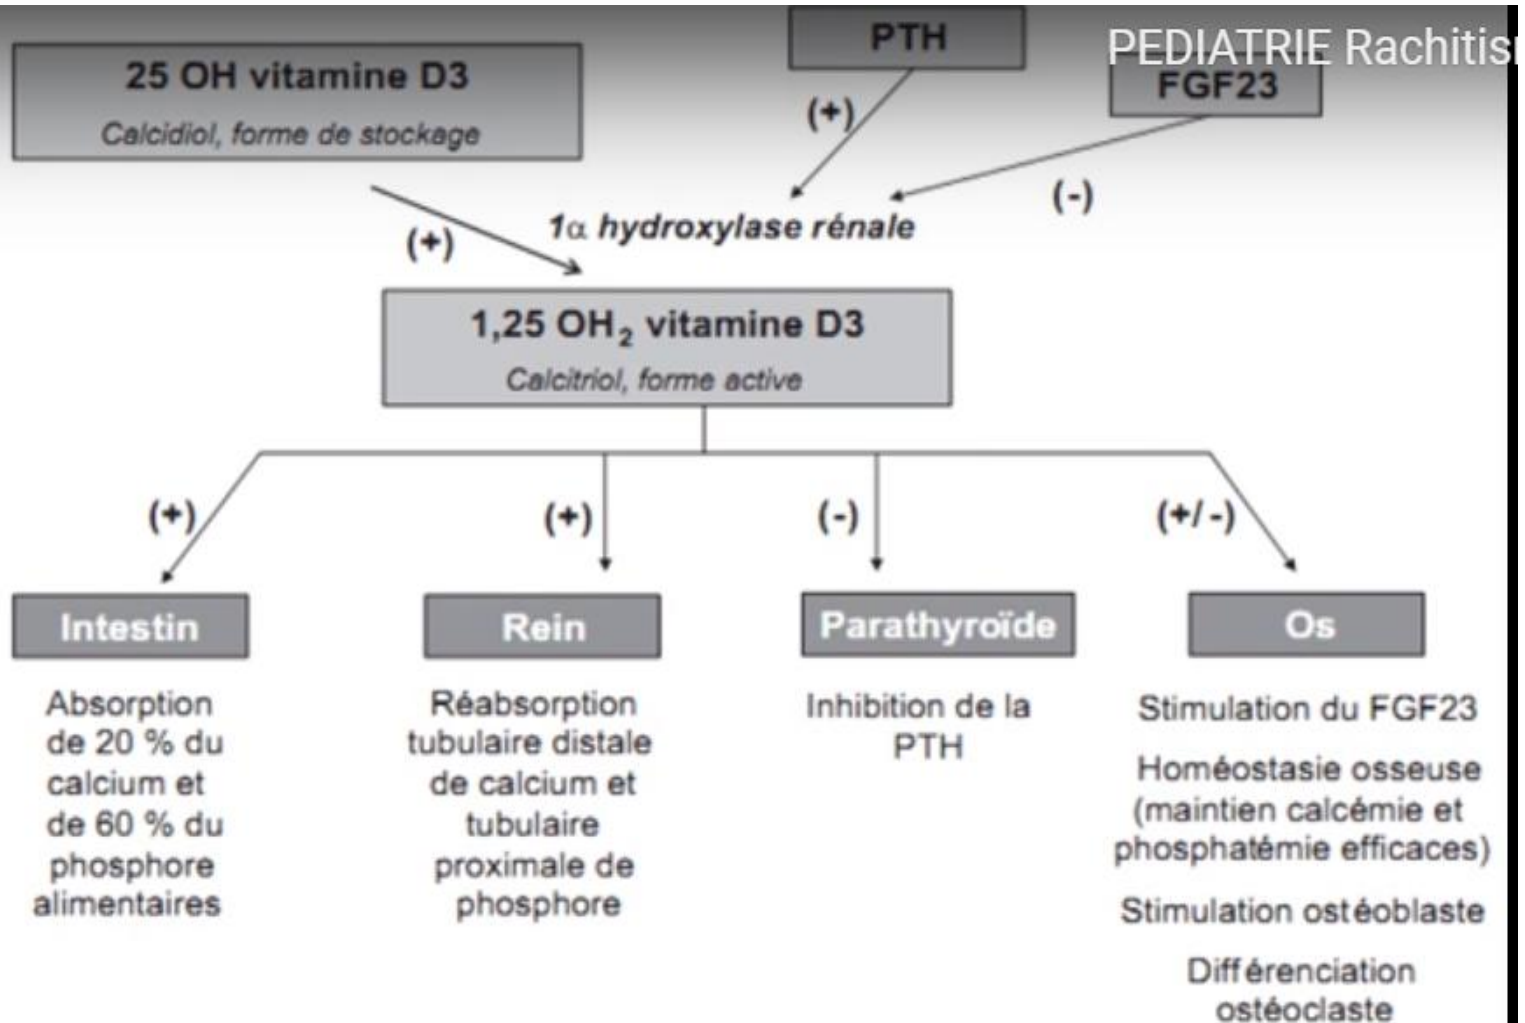 PTH
PEDIATRIE Rachitis
25 OH vitamine D3
FGF23
Calcidiol, forme de stockage
(+)
(-)
1α hydroxylase rénale
(+)
1,25 OH₂ vitamine D3
Calcitriol, forme active
(+)
(+)
(-)
(+/-)
Intestin
Absorption
de 20 % du
calcium et
de 60 % du
phosphore
alimentaires
Rein
Réabsorption
tubulaire distale
de calcium et
tubulaire
proximale de
phosphore
Parathyroïde
Inhibition de la
PTH
Os
Stimulation du FGF23
Homéostasie osseuse
(maintien calcémie et
phosphatémie efficaces)
Stimulation ostéoblaste
Différenciation
ostéoclaste